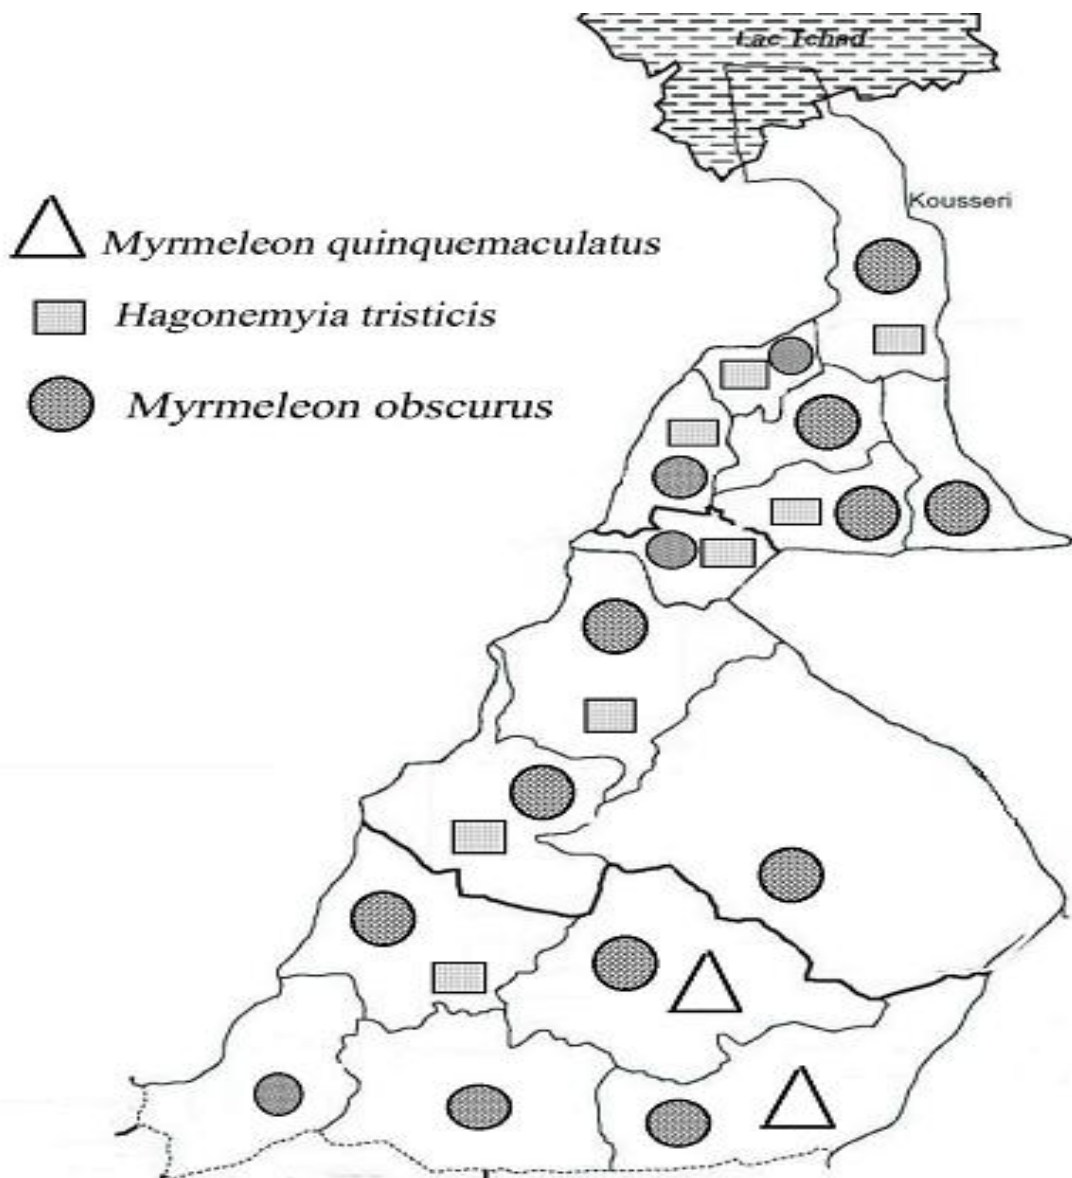 Lac Tchad
Kousseri
Myrmeleon quinquemaculatus
Hagonemyia tristicis
Myrmeleon obscurus